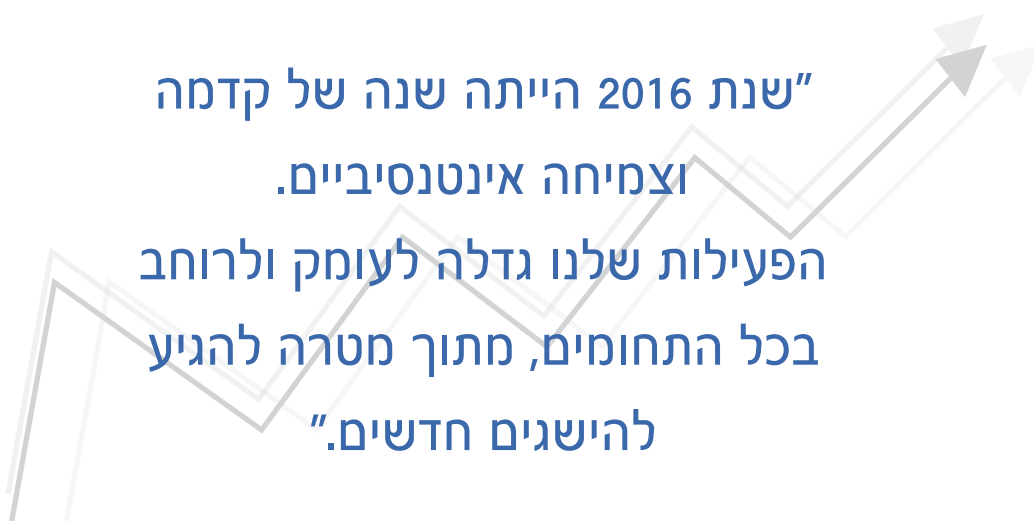 "שנת 2016 הייתה שנה של קדמה
וצמיחה אינטנסיביים.
הפעילות שלנו גדלה לעומק ולרוחב
בכל התחומים, מתוך מטרה להגיע
להישגים חדשים."